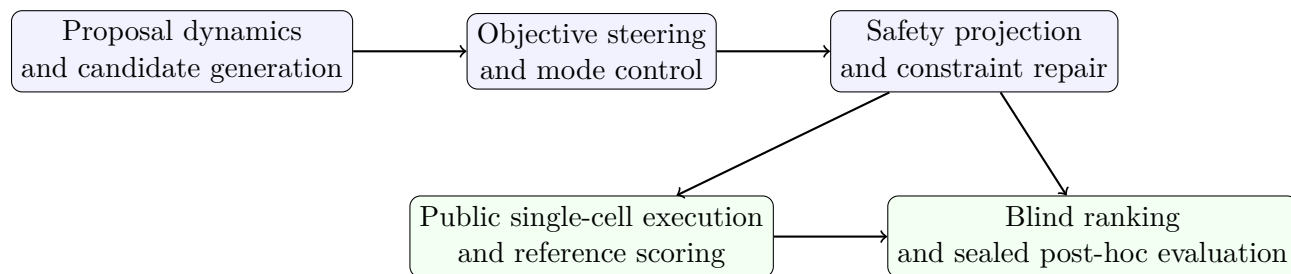 Proposal dynamics
and candidate generation
Objective steering
and mode control
Safety projection
and constraint repair
Public single-cell execution
and reference scoring
Blind ranking
and sealed post-hoc evaluation